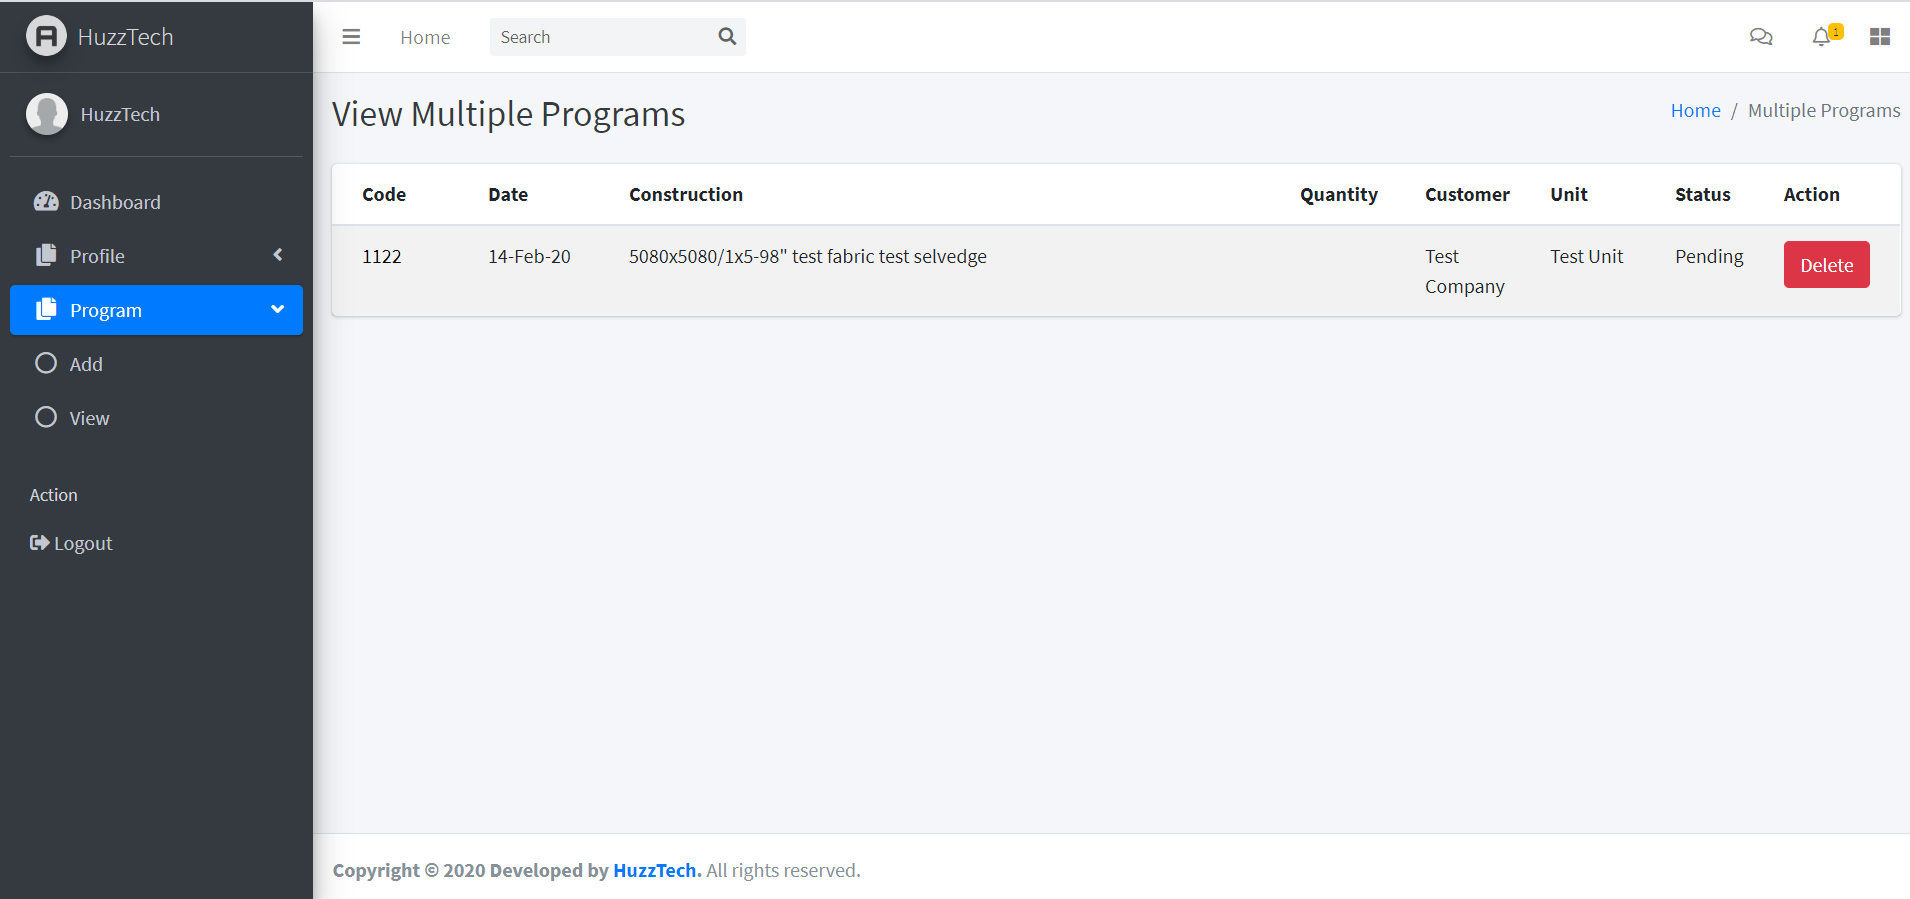 HuzzTech
Home
Search
1
HuzzTech
Dashboard
Profile
Program
Add
View
Action
Logout
View Multiple Programs
Home / Multiple Programs
Code Date Construction Quantity Customer Unit Status Action
1122 14-Feb-20 5080x5080/1x5-98" test fabric test selvedge Test Company Test Unit Pending Delete
Copyright © 2020 Developed by HuzzTech. All rights reserved.